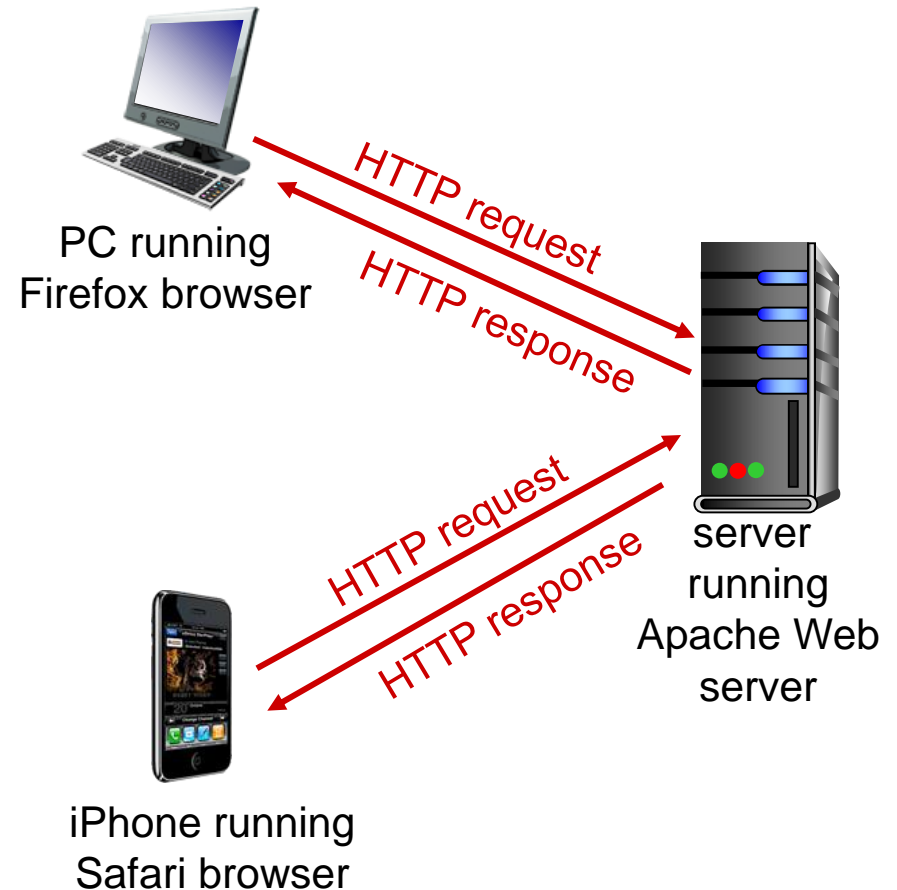 HTTP request
HTTP response
PC running
Firefox browser
HTTP request
HTTP response
server
running
Apache Web
server
iPhone running
Safari browser